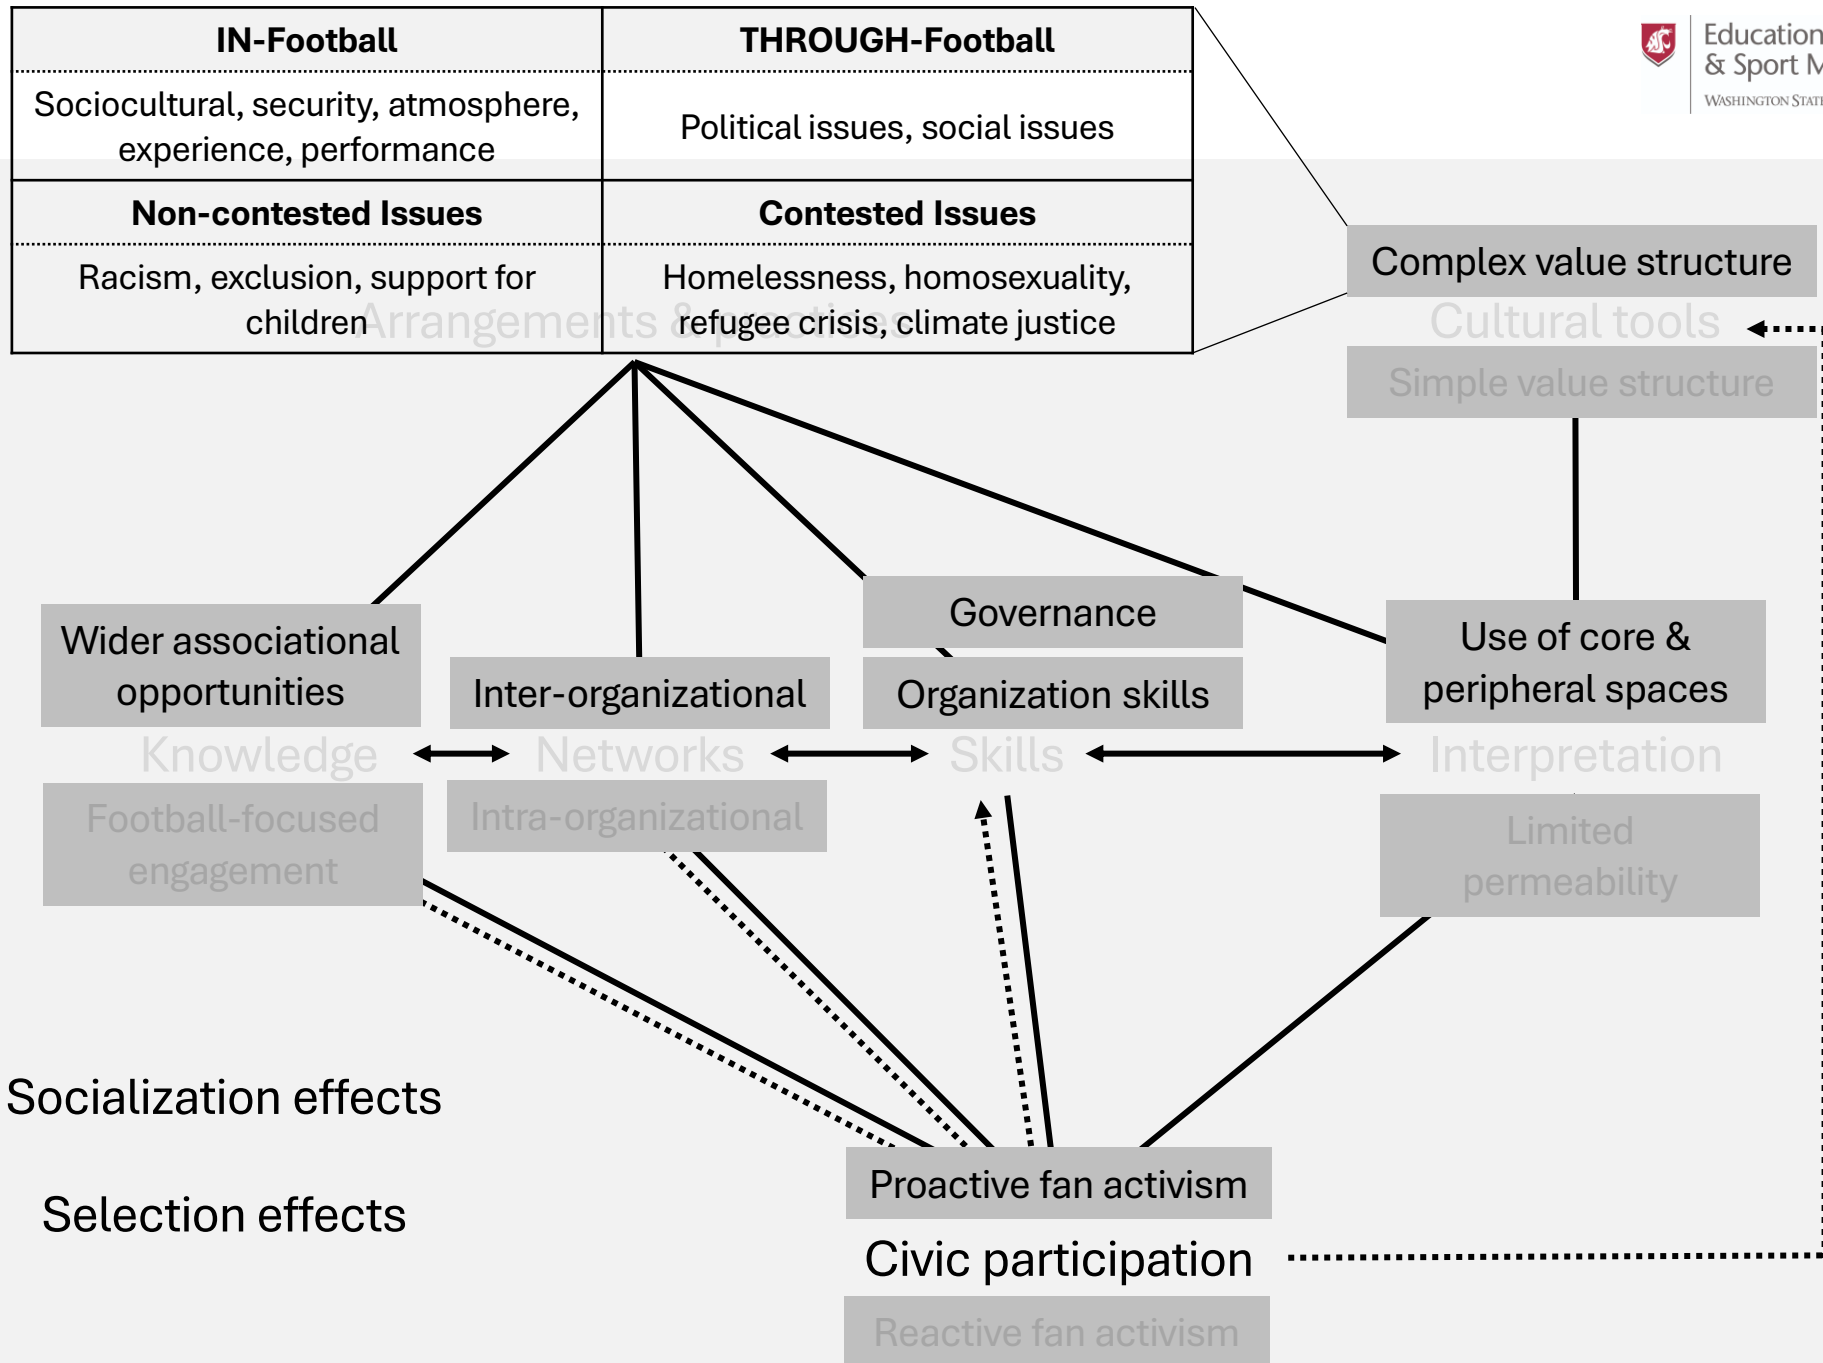 IN-Football
THROUGH-Football
Sociocultural, security, atmosphere,
experience, performance
Political issues, social issues
Non-contested Issues
Contested Issues
Racism, exclusion, support for
children
Homelessness, homosexuality,
refugee crisis, climate justice
Arrangements & practices
Education
& Sport M
WASHINGTON STATE
Complex value structure
Cultural tools
Simple value structure
Wider associational
opportunities
Knowledge
Football-focused
engagement
Inter-organizational
Networks
Intra-organizational
Governance
Organization skills
Skills
Use of core &
peripheral spaces
Interpretation
Limited
permeability
Socialization effects
Selection effects
Proactive fan activism
Civic participation
Reactive fan activism